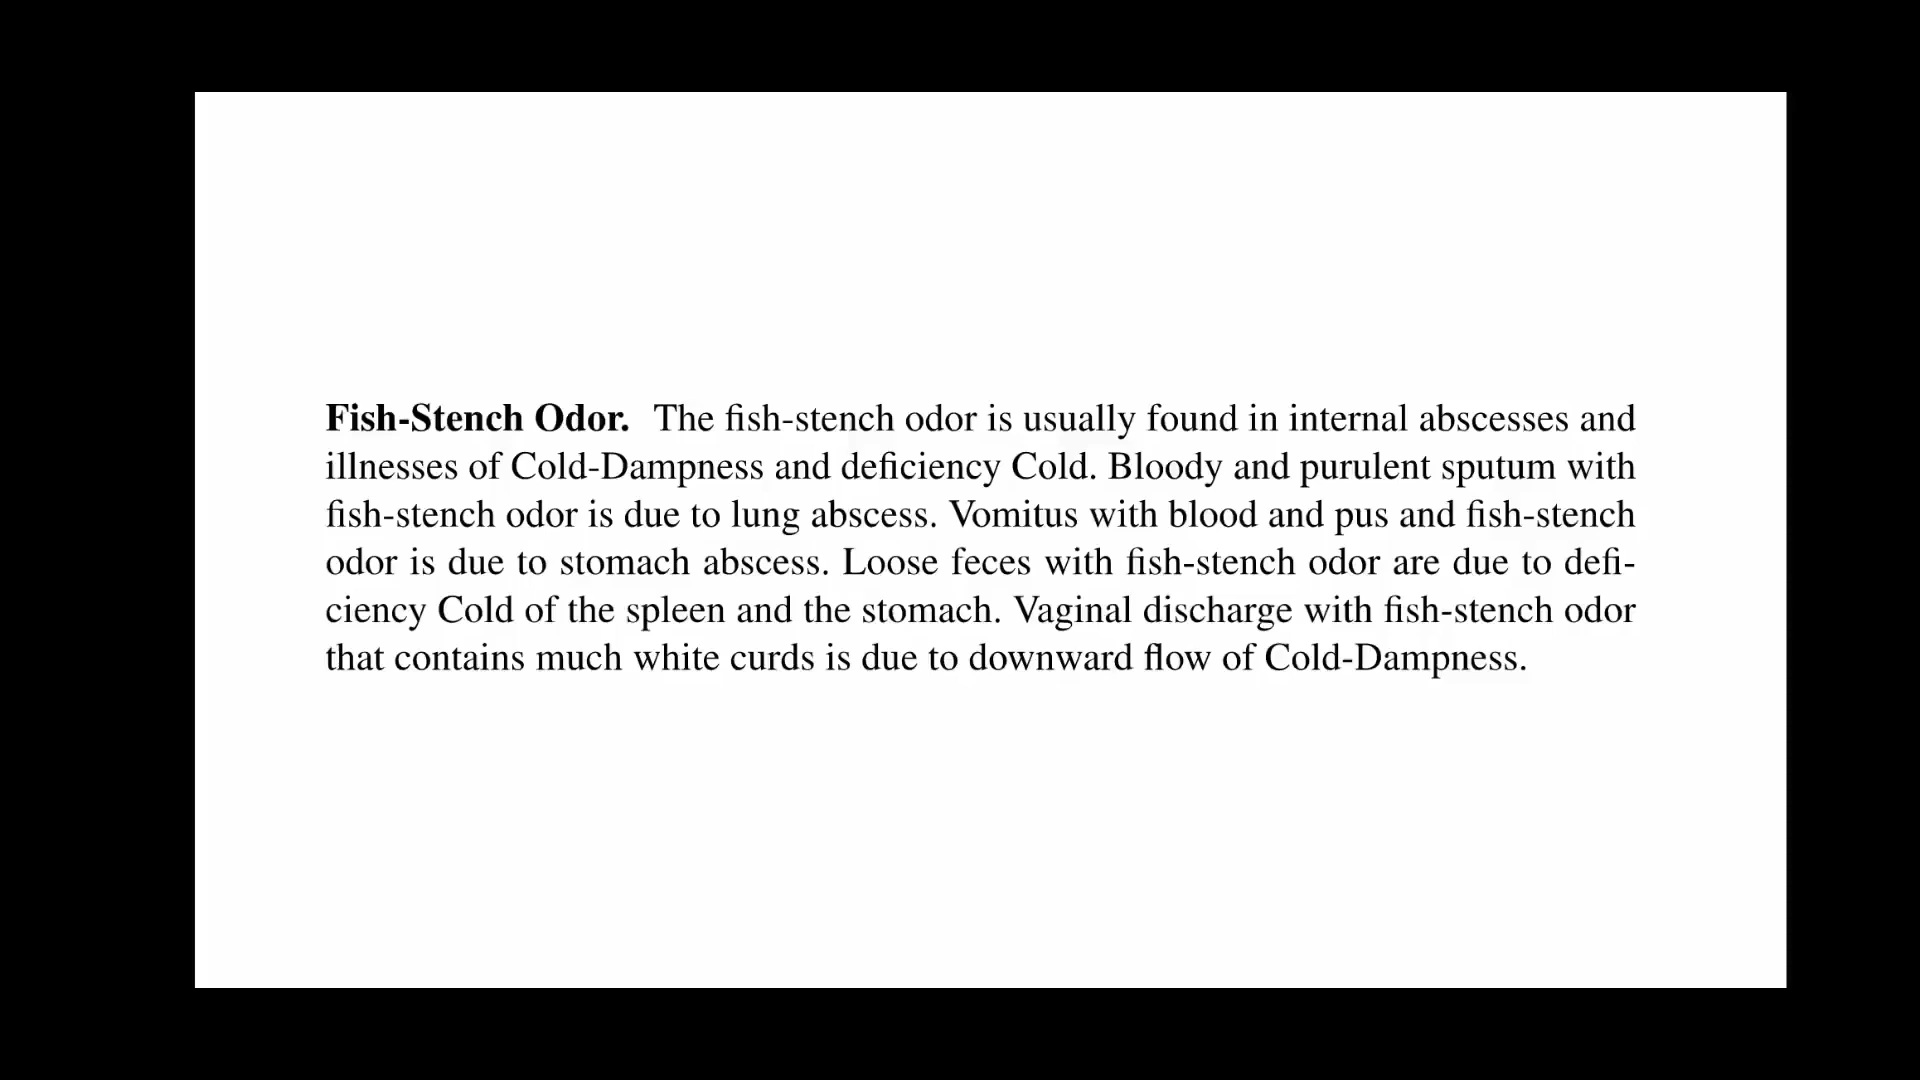 Fish-Stench Odor. The fish-stench odor is usually found in internal abscesses and
illnesses of Cold-Dampness and deficiency Cold. Bloody and purulent sputum with
fish-stench odor is due to lung abscess. Vomitus with blood and pus and fish-stench
odor is due to stomach abscess. Loose feces with fish-stench odor are due to defi-
ciency Cold of the spleen and the stomach. Vaginal discharge with fish-stench odor
that contains much white curds is due to downward flow of Cold-Dampness.